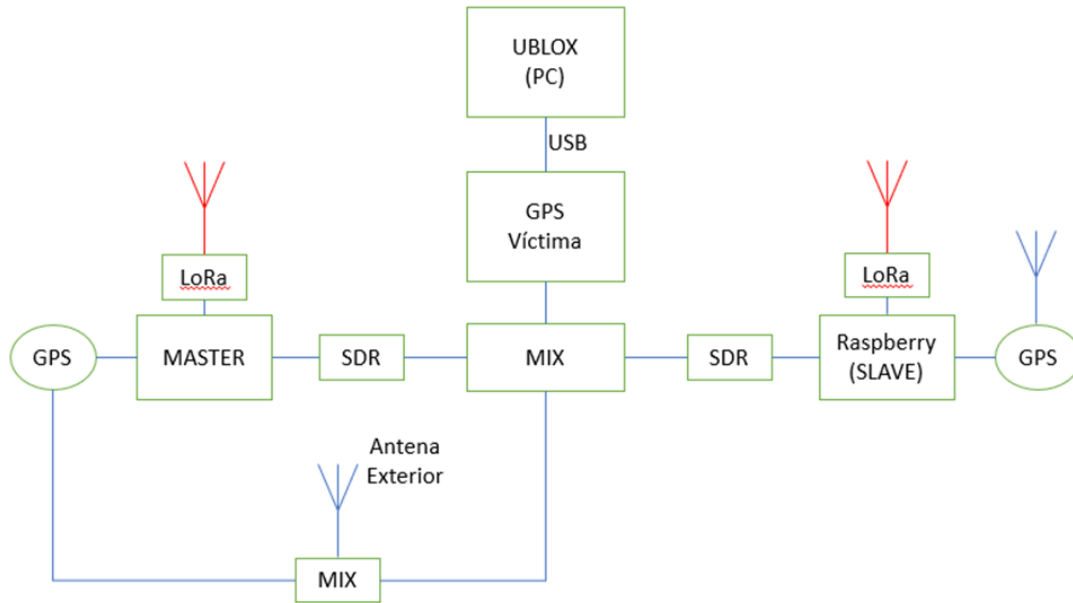 UBLOX
(PC)
USB
GPS
Víctima
LoRa
LoRa
GPS
MASTER
SDR
MIX
SDR
Raspberry
(SLAVE)
GPS
Antena
Exterior
MIX